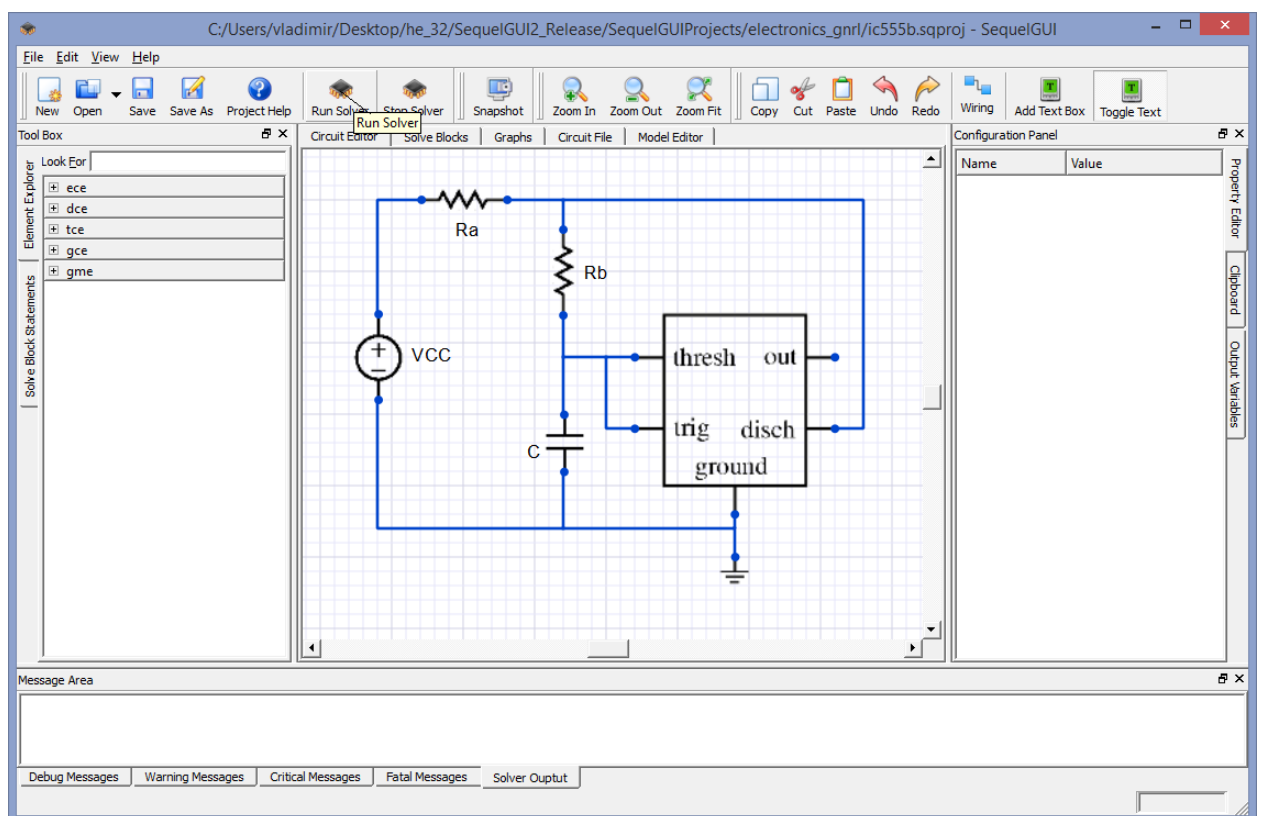 C:/Users/vladimir/Desktop/he_32/SequelGUI2_Release/SequelGUIProjects/electronics_gnrl/ic555b.sqproj - SequelGUI
File Edit View Help
New Open Save Save As Project Help Run Solver Stop Solver Snapshot Zoom In Zoom Out Zoom Fit Copy Cut Paste Undo Redo Wiring Add Text Box Toggle Text
Run Solver
Tool Box
Circuit Editor Solve Blocks Graphs Circuit File Model Editor
Configuration Panel
Look For
Name Value
Element Explorer
Solve Block Statements
ece
dce
tce
gce
gme
Ra
Rb
VCC
thresh out
trig disch
ground
C
Property Editor
Clipboard
Output Variables
Message Area
Debug Messages Warning Messages Critical Messages Fatal Messages Solver Ouptut